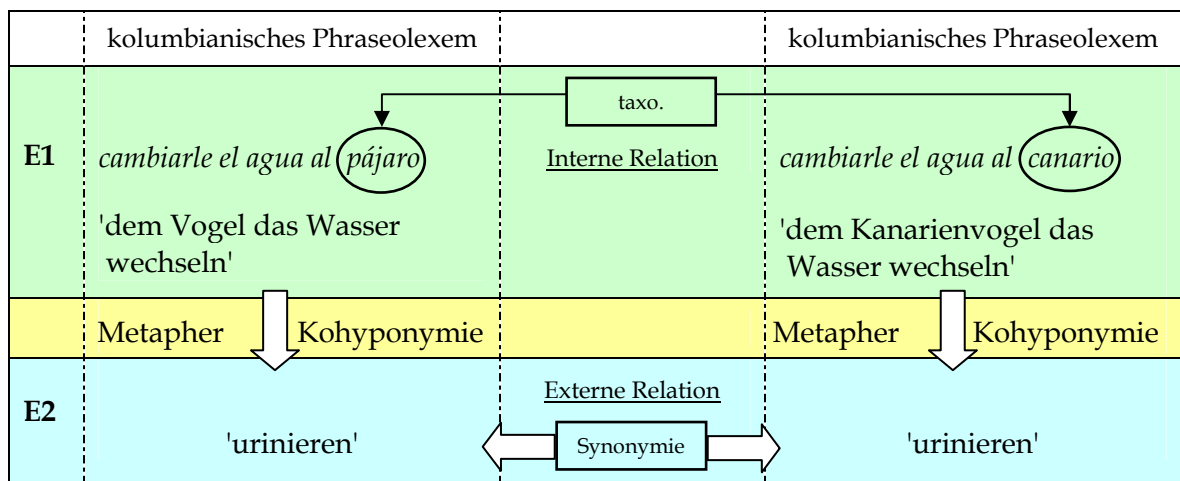 kolumbianisches Phraseolexem
kolumbianisches Phraseolexem
taxo.
E1
cambiarle el agua al pájaro
Interne Relation
cambiarle el agua al canario
'dem Vogel das Wasser
wechseln'
'dem Kanarienvogel das
Wasser wechseln'
Metapher
Kohyponymie
Metapher
Kohyponymie
E2
Externe Relation
'urinieren'
Synonymie
'urinieren'